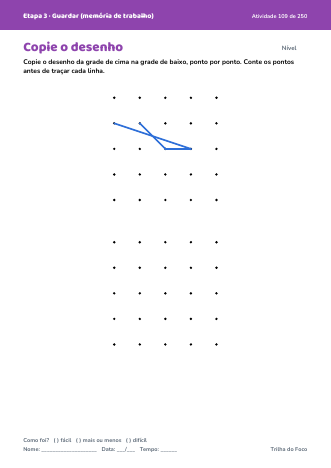 Etapa 3 · Guardar (memória de trabalho)
Atividade 109 de 250
Copie o desenho
Nível
Copie o desenho da grade de cima na grade de baixo, ponto por ponto. Conte os pontos
antes de traçar cada linha.
Como foi? ( ) fácil ( ) mais ou menos ( ) difícil
Nome: ____________________ Data: ___/___ Tempo: ______
Trilha do Foco